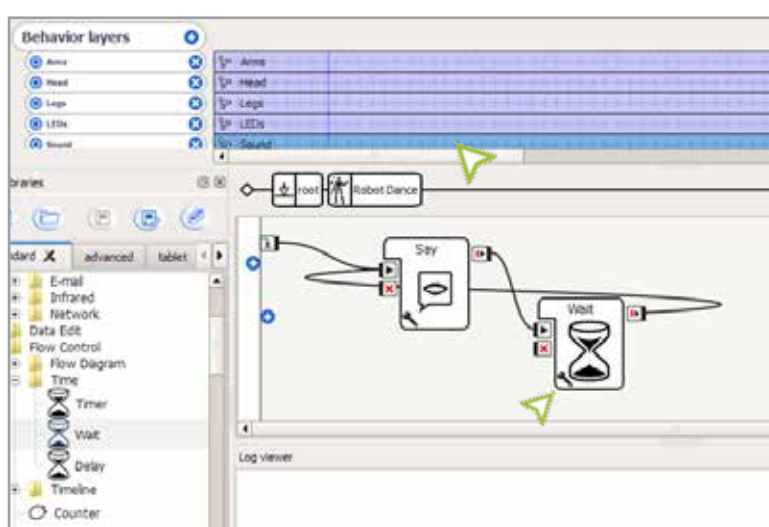 Behavior layers
Arms
Head
Legs
LEDs
Sound
Arms
Head
Legs
LEDs
Sound
braries
root
Robot Dance
dard
advanced
tablet
E-mail
Infrared
Network
Data Edit
Flow Control
Flow Diagram
Time
Timer
Wait
Delay
Timeline
Counter
Say
Wait
Log viewer